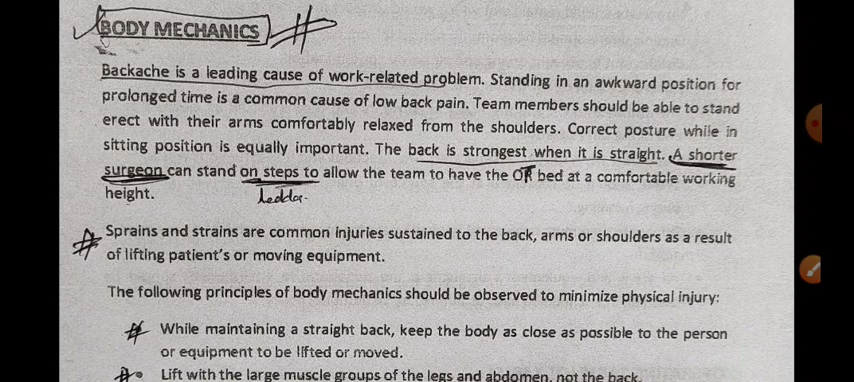 BODY MECHANICS
Backache is a leading cause of work-related problem. Standing in an awkward position for
prolonged time is a common cause of low back pain. Team members should be able to stand
erect with their arms comfortably relaxed from the shoulders. Correct posture while in
sitting position is equally important. The back is strongest when it is straight. A shorter
surgeon can stand on steps to allow the team to have the OT bed at a comfortable working
height.
Sprains and strains are common injuries sustained to the back, arms or shoulders as a result
of lifting patient's or moving equipment.
The following principles of body mechanics should be observed to minimize physical injury:
While maintaining a straight back, keep the body as close as possible to the person
or equipment to be lifted or moved.
Lift with the large muscle groups of the legs and abdomen, not the back.